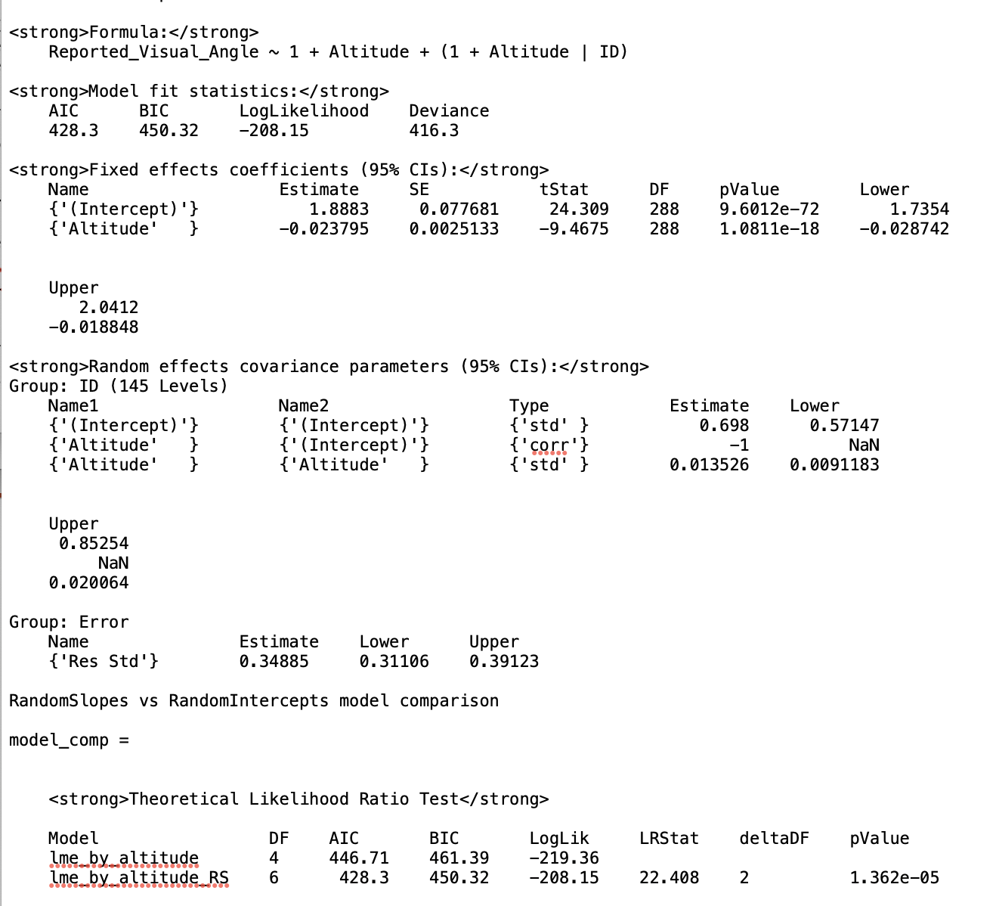 <strong>Formula:</strong>
Reported_Visual_Angle ~ 1 + Altitude + (1 + Altitude | ID)
<strong>Model fit statistics:</strong>
AIC BIC LogLikelihood Deviance
428.3 450.32 -208.15 416.3
<strong>Fixed effects coefficients (95% CIs):</strong>
Name Estimate SE tStat DF pValue Lower
{'(Intercept)'} 1.8883 0.077681 24.309 288 9.6012e-72 1.7354
{'Altitude' } -0.023795 0.0025133 -9.4675 288 1.0811e-18 -0.028742
Upper
2.0412
-0.018848
<strong>Random effects covariance parameters (95% CIs):</strong>
Group: ID (145 Levels)
Name1 Name2 Type Estimate Lower
{'(Intercept)'} {'(Intercept)'} {'std' } 0.698 0.57147
{'Altitude' } {'(Intercept)'} {'corr'} -1 NaN
{'Altitude' } {'Altitude' } {'std' } 0.013526 0.0091183
Upper
0.85254
NaN
0.020064
Group: Error
Name Estimate Lower Upper
{'Res Std'} 0.34885 0.31106 0.39123
RandomSlopes vs RandomIntercepts model comparison
model_comp =
<strong>Theoretical Likelihood Ratio Test</strong>
Model DF AIC BIC LogLik LRStat deltaDF pValue
lme_by_altitude 4 446.71 461.39 -219.36
lme_by_altitude_RS 6 428.3 450.32 -208.15 22.408 2 1.362e-05